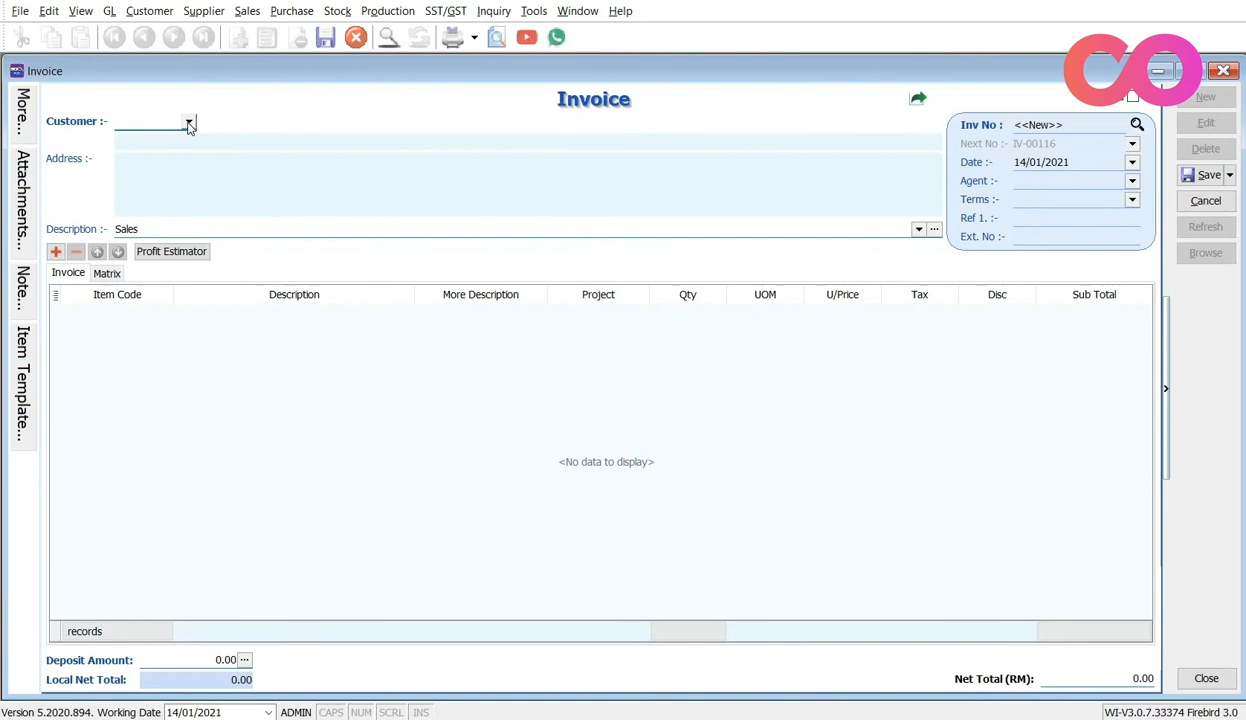 File Edit View GL Customer Supplier Sales Purchase Stock Production SST/GST Inquiry Tools Window Help
Invoice
More...
Attachments...
Note...
Item Template...
Invoice
Customer :-
Address :-
Description :- Sales
Inv No : <<New>>
Next No :- IV-00116
Date :- 14/01/2021
Agent :-
Terms :-
Ref 1. :-
Ext. No :-
New
Edit
Delete
Save
Cancel
Refresh
Browse
Profit Estimator
Invoice Matrix
Item Code Description More Description Project Qty UOM U/Price Tax Disc Sub Total
<No data to display>
records
Deposit Amount: 0.00
Local Net Total: 0.00
Net Total (RM): 0.00
Close
Version 5.2020.894. Working Date 14/01/2021 ADMIN CAPS NUM SCRL INS WI-V3.0.7.33374 Firebird 3.0